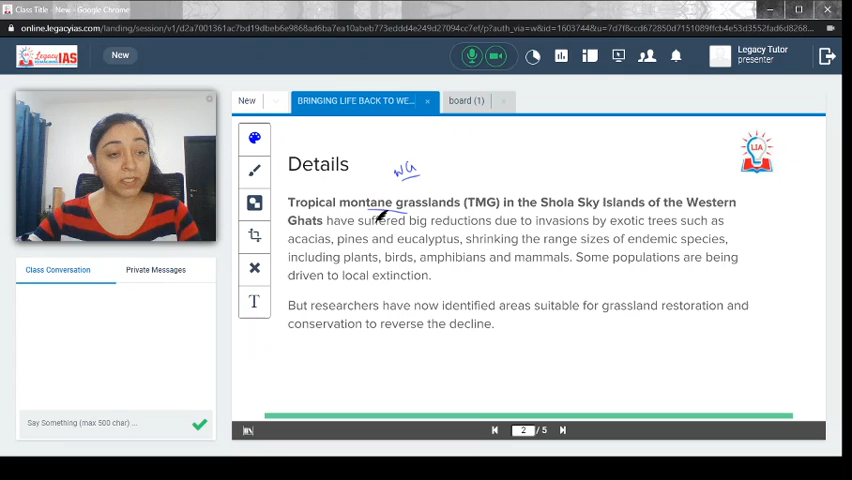 Class Title - New - Google Chrome
online.legacyias.com/landing/session/v1/d2a7001361ac7bd19dbeb6e9868ad6ba7ea10abeb773eddd4e249d27094cc7ef/p?auth_via=w&id=1603744&u=7d7f8ccd672850d7151089ffcb4e53d3552fad6d8268...
Legacy IAS
New
Legacy Tutor
presenter
New
BRINGING LIFE BACK TO WE...
board (1)
Details
WG
LIA
Tropical montane grasslands (TMG) in the Shola Sky Islands of the Western
Ghats have suffered big reductions due to invasions by exotic trees such as
acacias, pines and eucalyptus, shrinking the range sizes of endemic species,
including plants, birds, amphibians and mammals. Some populations are being
driven to local extinction.
But researchers have now identified areas suitable for grassland restoration and
conservation to reverse the decline.
Class Conversation
Private Messages
Say Something (max 500 char) ...
T
2 / 5